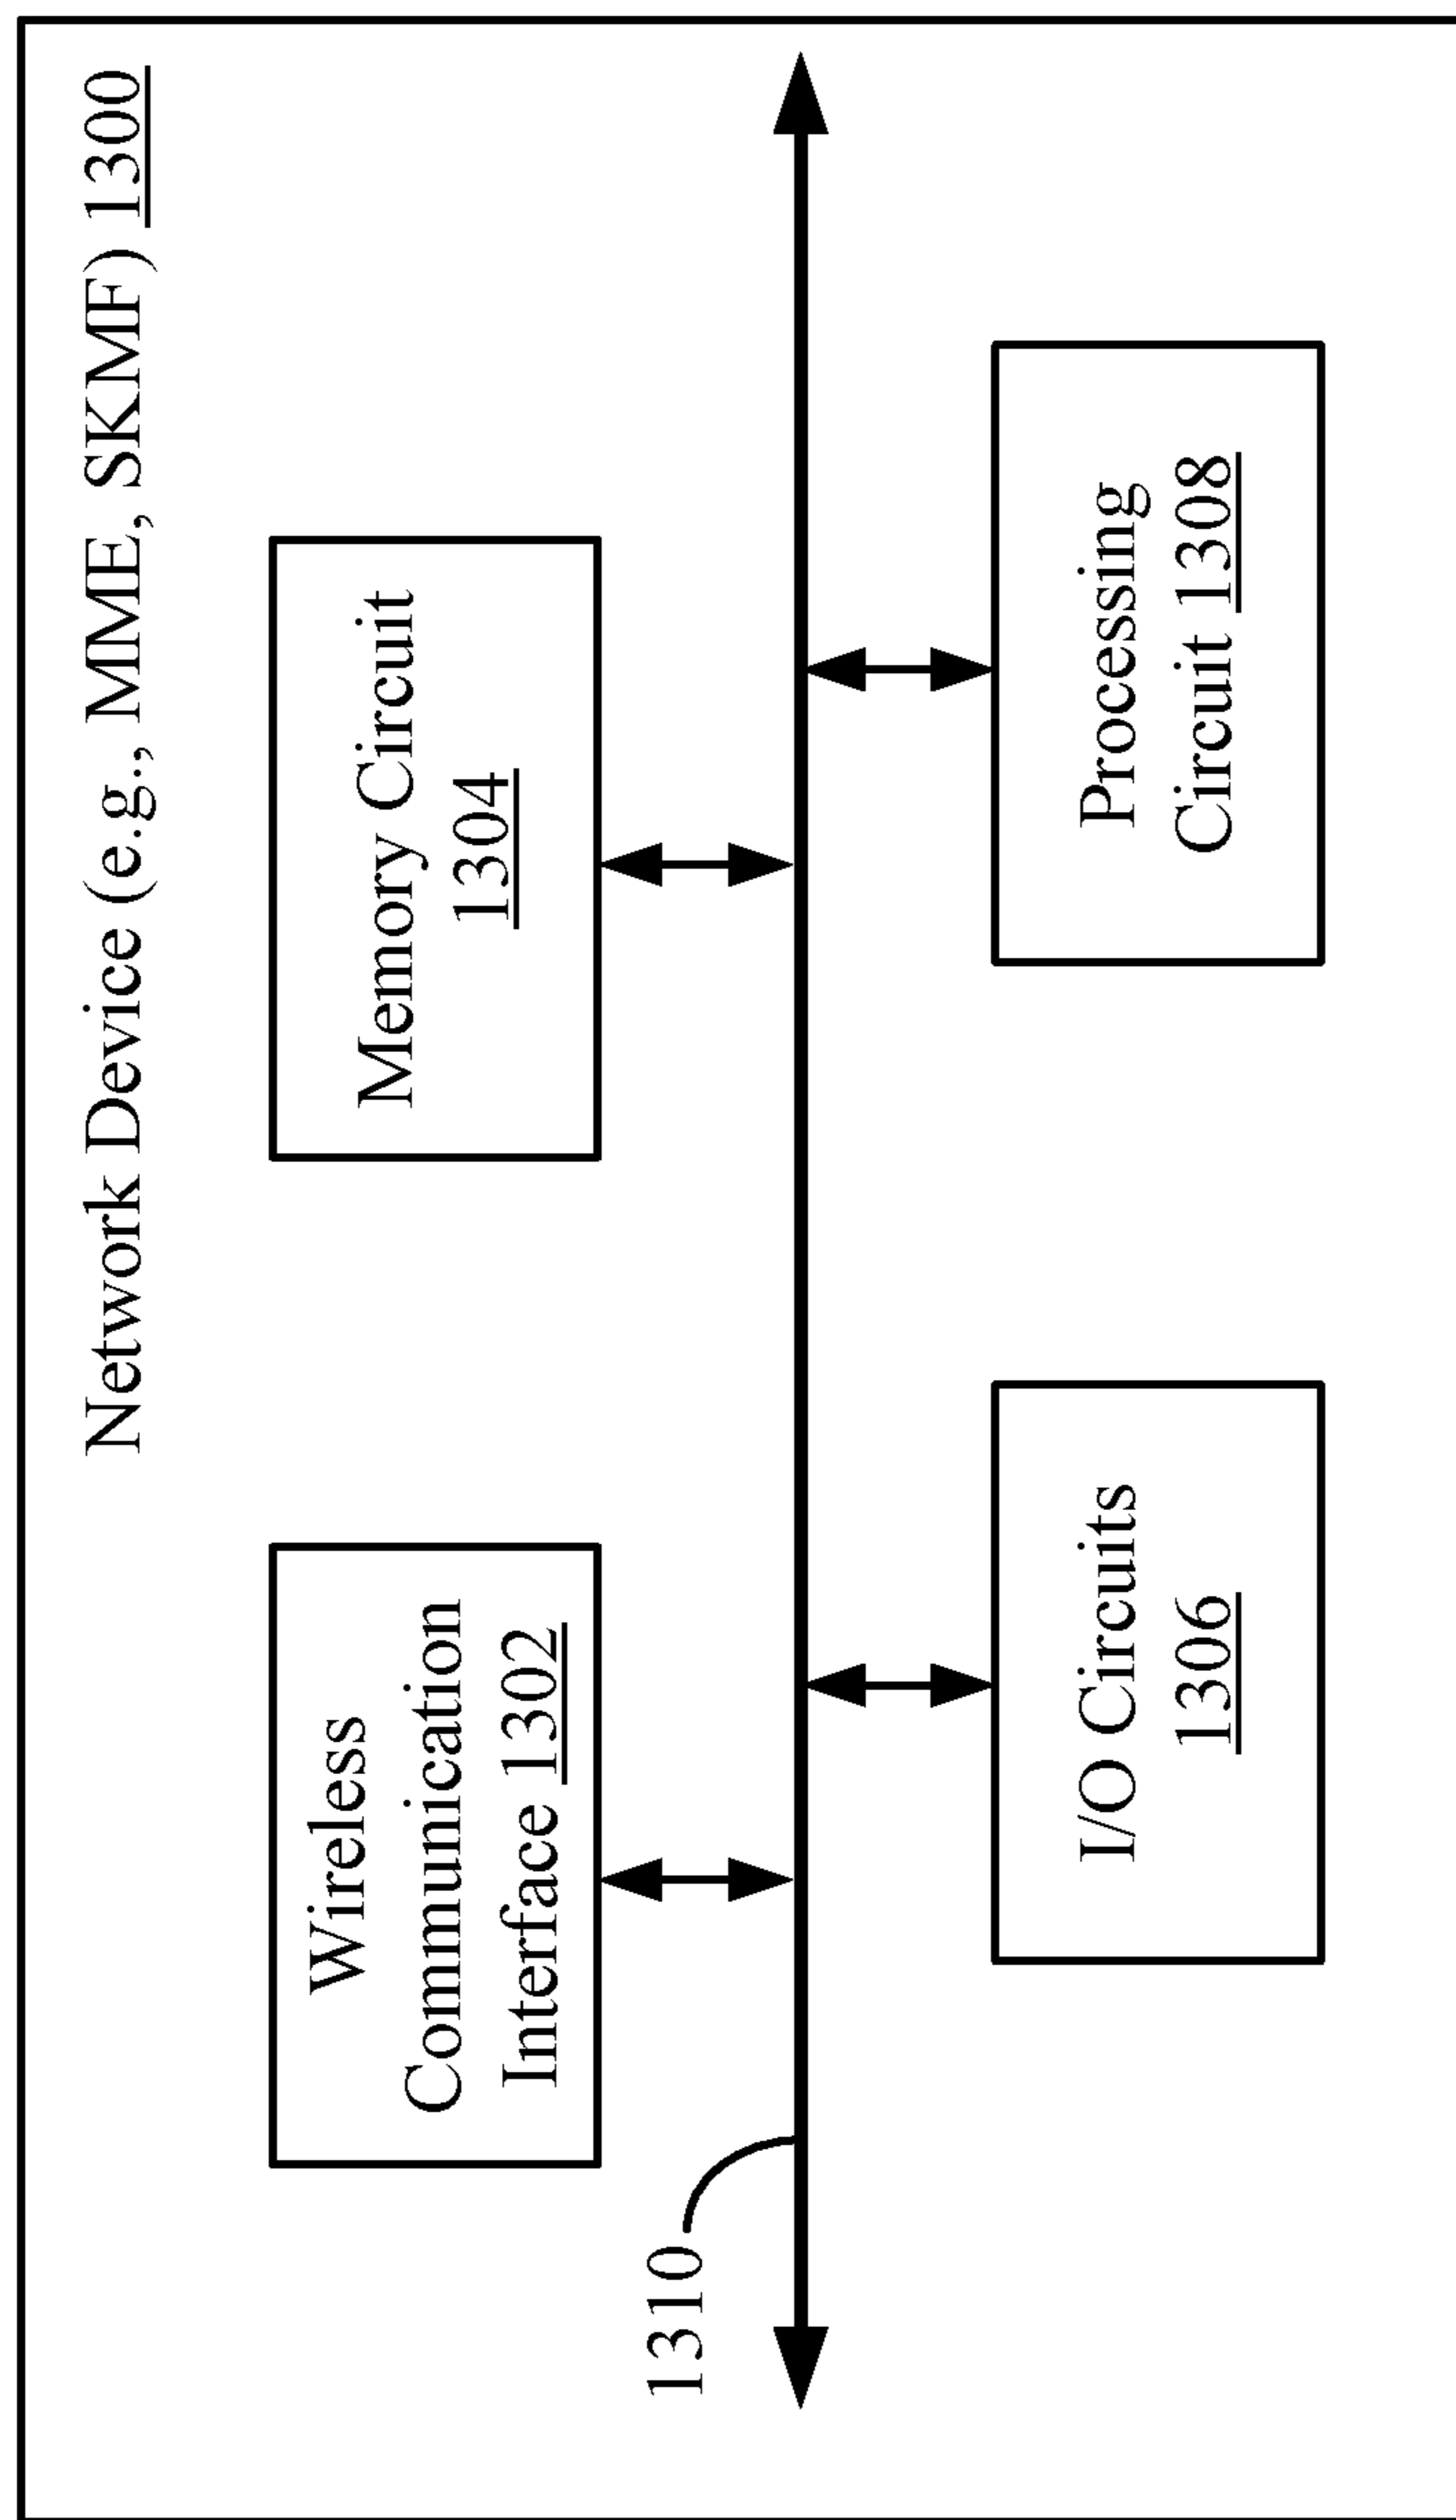 Network Device (e.g., MME, SKMF) 1300
Wireless
Communication
Interface 1302
Memory Circuit
1304
1310
I/O Circuits
1306
Processing
Circuit 1308